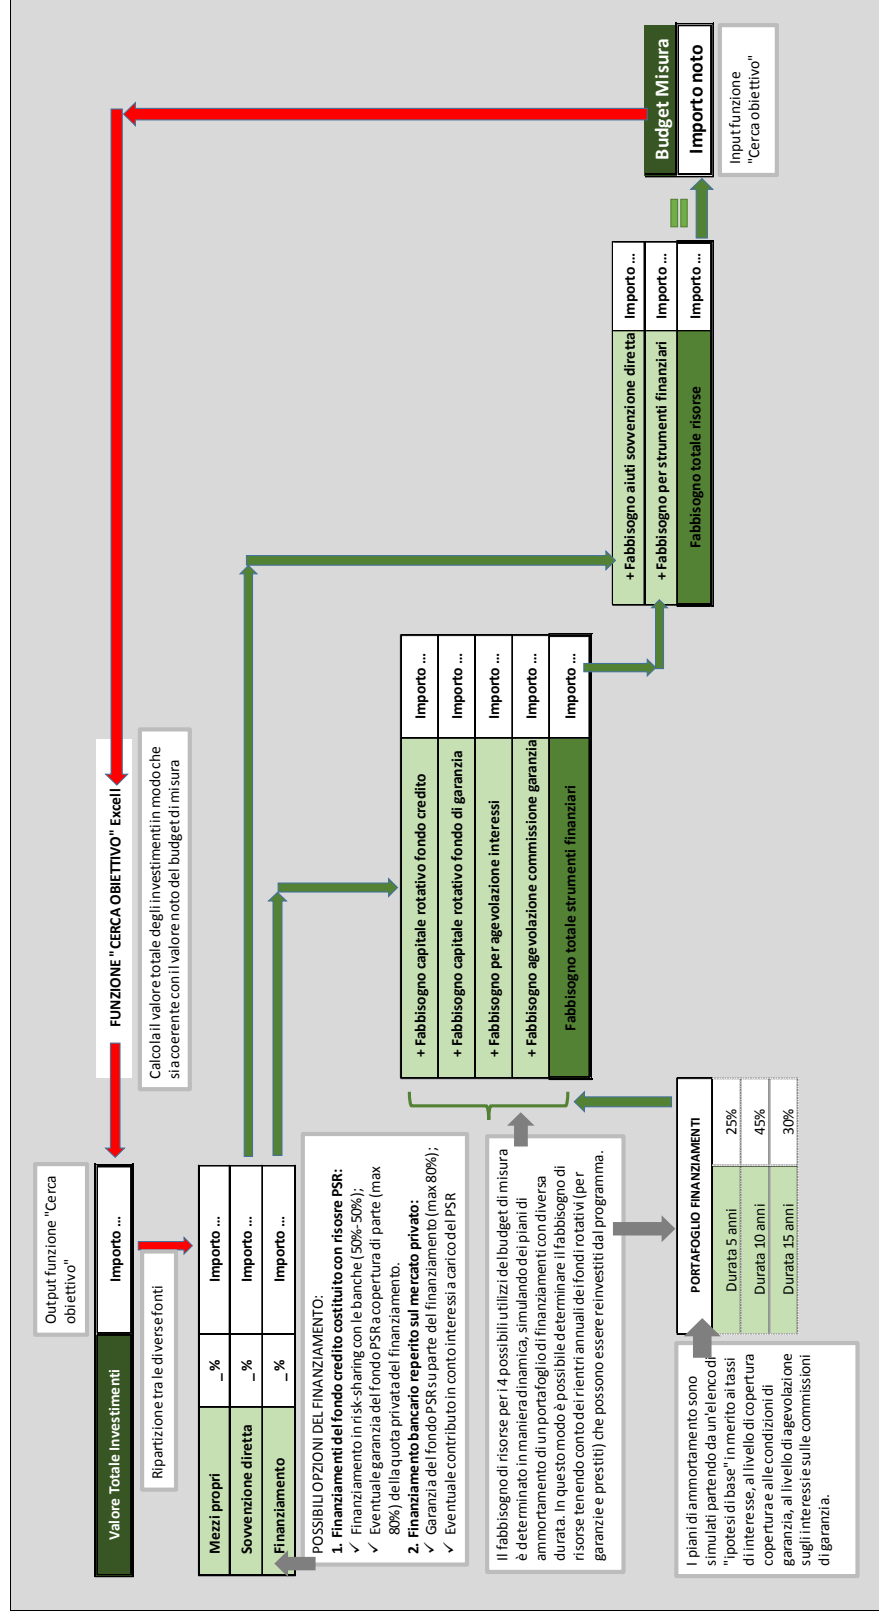 Output funzione "Cerca
obiettivo"
Valore Totale Investimenti
Importo ...
FUNZIONE "CERCA OBIETTIVO" Excell
Calcola il valore totale degli investimenti in modo che
sia coerente con il valore noto del budget di misura
Ripartizione tra le diverse fonti
Mezzi propri _% Importo ...
Sovvenzione diretta _% Importo ...
Finanziamento _% Importo ...
POSSIBILI OPZIONI DEL FINANZIAMENTO:
1. Finanziamenti del fondo credito costituito con risosre PSR:
✓ Finanziamento in risk-sharing con le banche (50%-50%);
✓ Eventuale garanzia del fondo PSR a copertura di parte (max
80%) della quota privata del finanziamento.
2. Finanziamento bancario reperito sul mercato privato:
✓ Garanzia del fondo PSR su parte del finanziamento (max 80%);
✓ Eventuale contributo in conto interessi a carico del PSR
+ Fabbisogno capitale rotativo fondo credito Importo ...
+ Fabbisogno capitale rotativo fondo di garanzia Importo ...
+ Fabbisogno per agevolazione interessi Importo ...
+ Fabbisogno agevolazione commissione garanzia Importo ...
Fabbisogno totale strumenti finanziari Importo ...
Il fabbisogno di risorse per i 4 possibili utilizzi del budget di misura
è determinato in maniera dinamica, simulando dei piani di
ammortamento di un portafoglio di finanziamenti con diversa
durata. In questo modo è possibile determinare il fabbisogno di
risorse tenendo conto dei rientri annuali dei fondi rotativi (per
garanzie e prestiti) che possono essere reinvestiti dal programma.
+ Fabbisogno aiuti sovvenzione diretta Importo ...
+ Fabbisogno per strumenti finanziari Importo ...
Fabbisogno totale risorse Importo ...
Budget Misura
Importo noto
Input funzione
"Cerca obiettivo"
PORTAFOGLIO FINANZIAMENTI
Durata 5 anni 25%
Durata 10 anni 45%
Durata 15 anni 30%
I piani di ammortamento sono
simulati partendo da un'elenco di
"ipotesi di base" in merito ai tassi
di interesse, al livello di copertura
copertura e alle condizioni di
garanzia, al livello di agevolazione
sugli interessi e sulle commissioni
di garanzia.